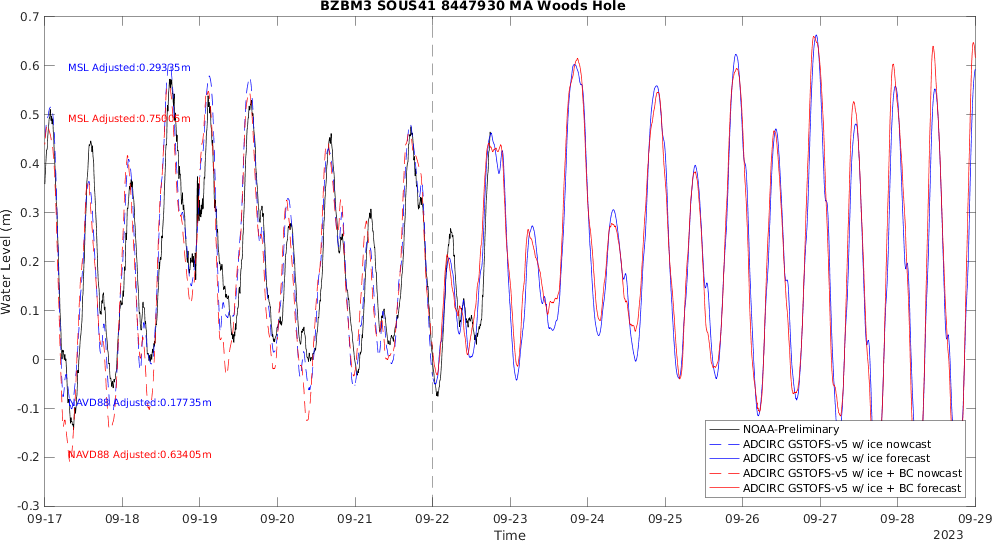 BZBM3 SOUS41 8447930 MA Woods Hole
0.7
0.6
0.5
0.4
0.3
0.2
0.1
0
-0.1
-0.2
-0.3
Water Level (m)
MSL Adjusted:0.29335m
MSL Adjusted:0.75005m
NAVD88 Adjusted:0.17735m
NAVD88 Adjusted:0.63405m
NOAA-Preliminary
ADCIRC GSTOFS-v5 w/ ice nowcast
ADCIRC GSTOFS-v5 w/ ice forecast
ADCIRC GSTOFS-v5 w/ ice + BC nowcast
ADCIRC GSTOFS-v5 w/ ice + BC forecast
09-17 09-18 09-19 09-20 09-21 09-22 09-23 09-24 09-25 09-26 09-27 09-28 09-29
Time
2023